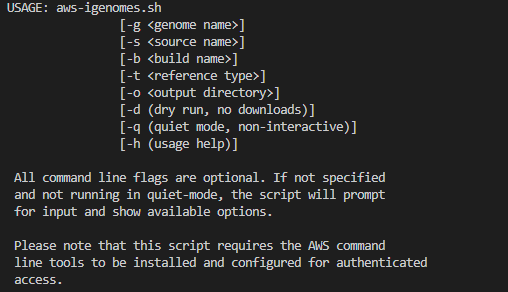 USAGE: aws-igenomes.sh
[-g <genome name>]
[-s <source name>]
[-b <build name>]
[-t <reference type>]
[-o <output directory>]
[-d (dry run, no downloads)]
[-q (quiet mode, non-interactive)]
[-h (usage help)]
All command line flags are optional. If not specified
and not running in quiet-mode, the script will prompt
for input and show available options.
Please note that this script requires the AWS command
line tools to be installed and configured for authenticated
access.